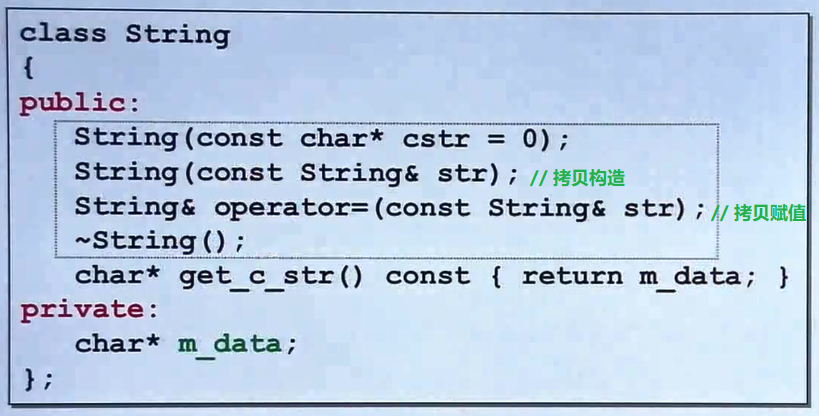 class String
{
public:
String(const char* cstr = 0);
String(const String& str); // 拷贝构造
String& operator=(const String& str); // 拷贝赋值
~String();
char* get_c_str() const { return m_data; }
private:
char* m_data;
};